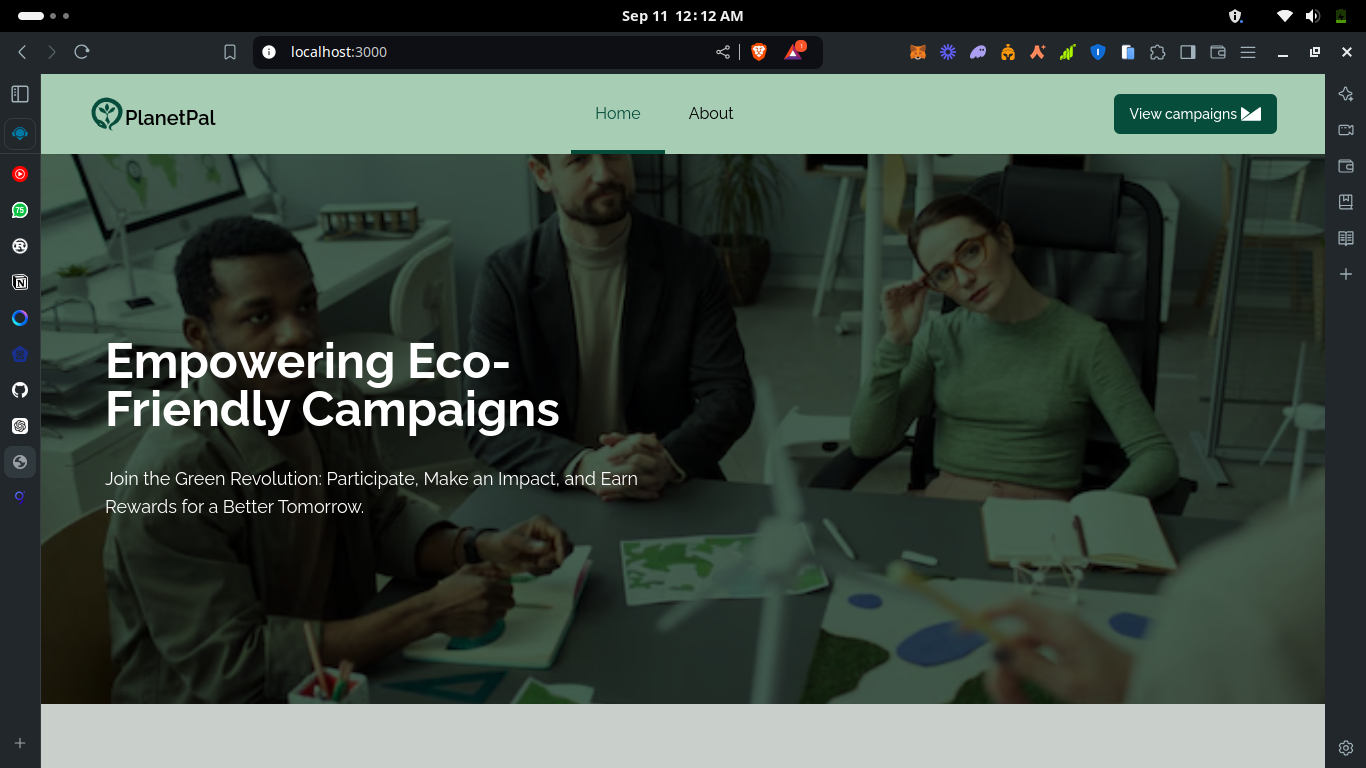 Sep 11 12:12 AM
localhost:3000
1
75
PlanetPal
Home
About
View campaigns
Empowering Eco-
Friendly Campaigns
Join the Green Revolution: Participate, Make an Impact, and Earn
Rewards for a Better Tomorrow.